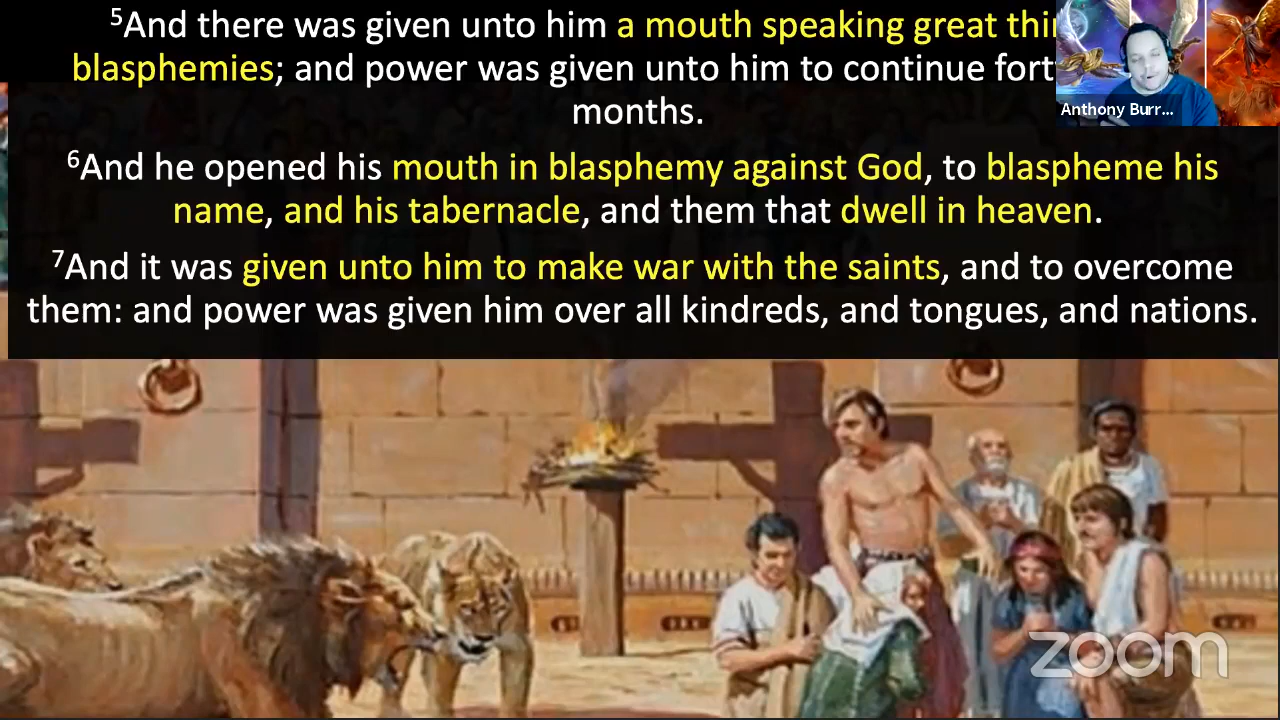 5And there was given unto him a mouth speaking great
blasphemies; and power was given unto him to continue
months.
6And he opened his mouth in blasphemy against God, to blaspheme his
name, and his tabernacle, and them that dwell in heaven.
7And it was given unto him to make war with the saints, and to overcome
them: and power was given him over all kindreds, and tongues, and nations.
Anthony Burr...
zoom